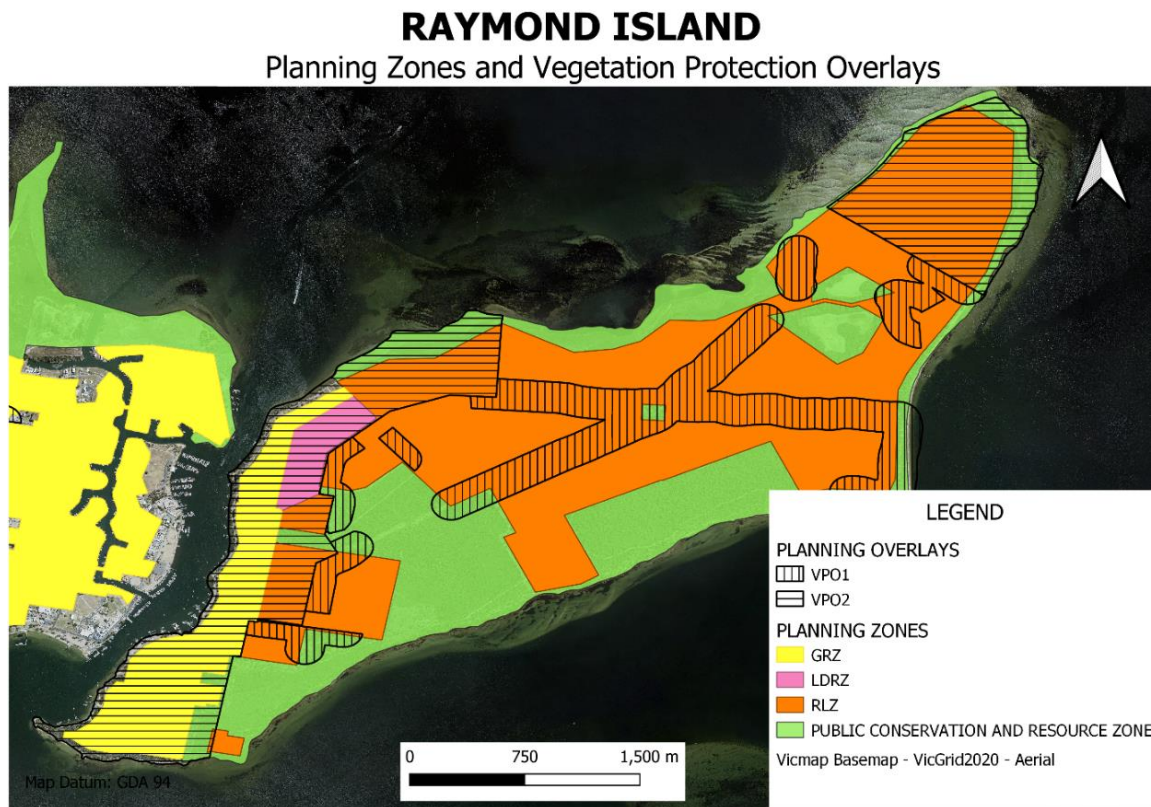 RAYMOND ISLAND
Planning Zones and Vegetation Protection Overlays
LEGEND
PLANNING OVERLAYS
VPO1
VPO2
PLANNING ZONES
GRZ
LDRZ
RLZ
PUBLIC CONSERVATION AND RESOURCE ZONE
Vicmap Basemap - VicGrid2020 - Aerial
0 750 1,500 m
Map Datum: GDA 94